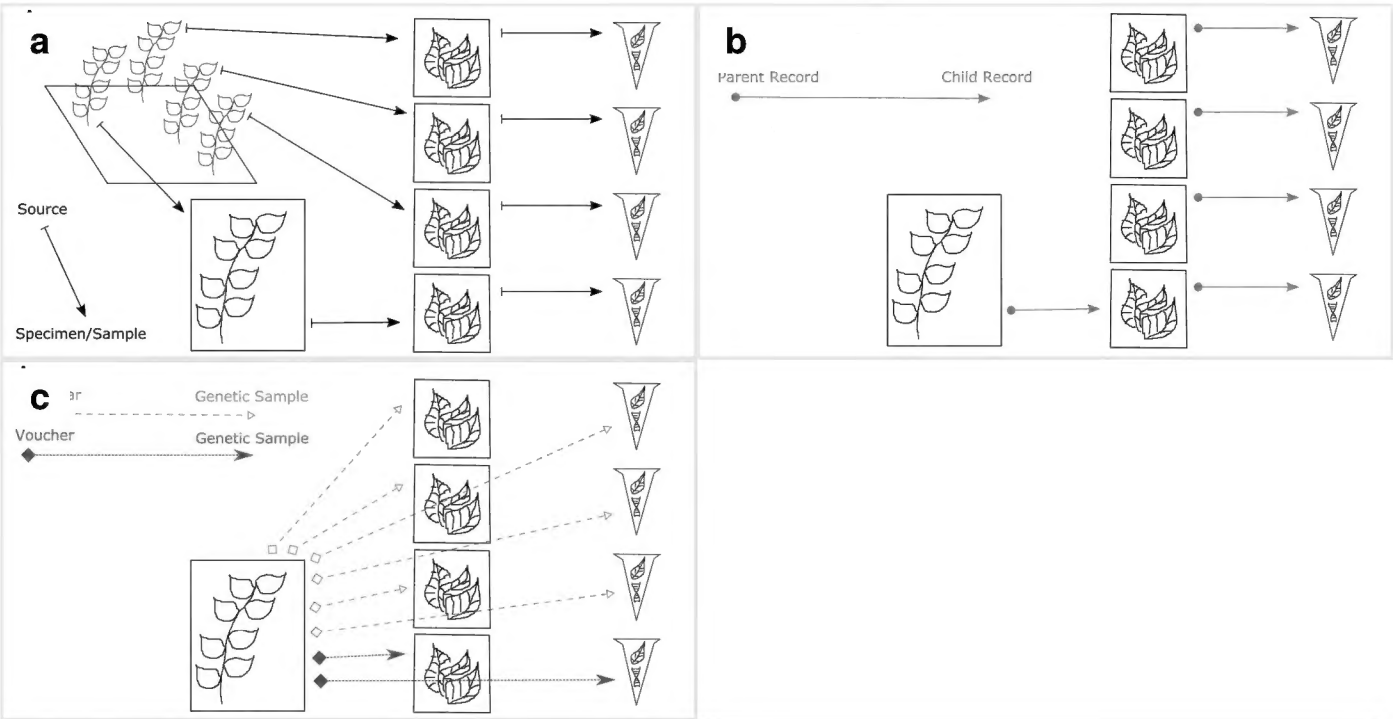 a
Source
Specimen/Sample
b
Parent Record Child Record
c
Genetic Sample
Voucher Genetic Sample